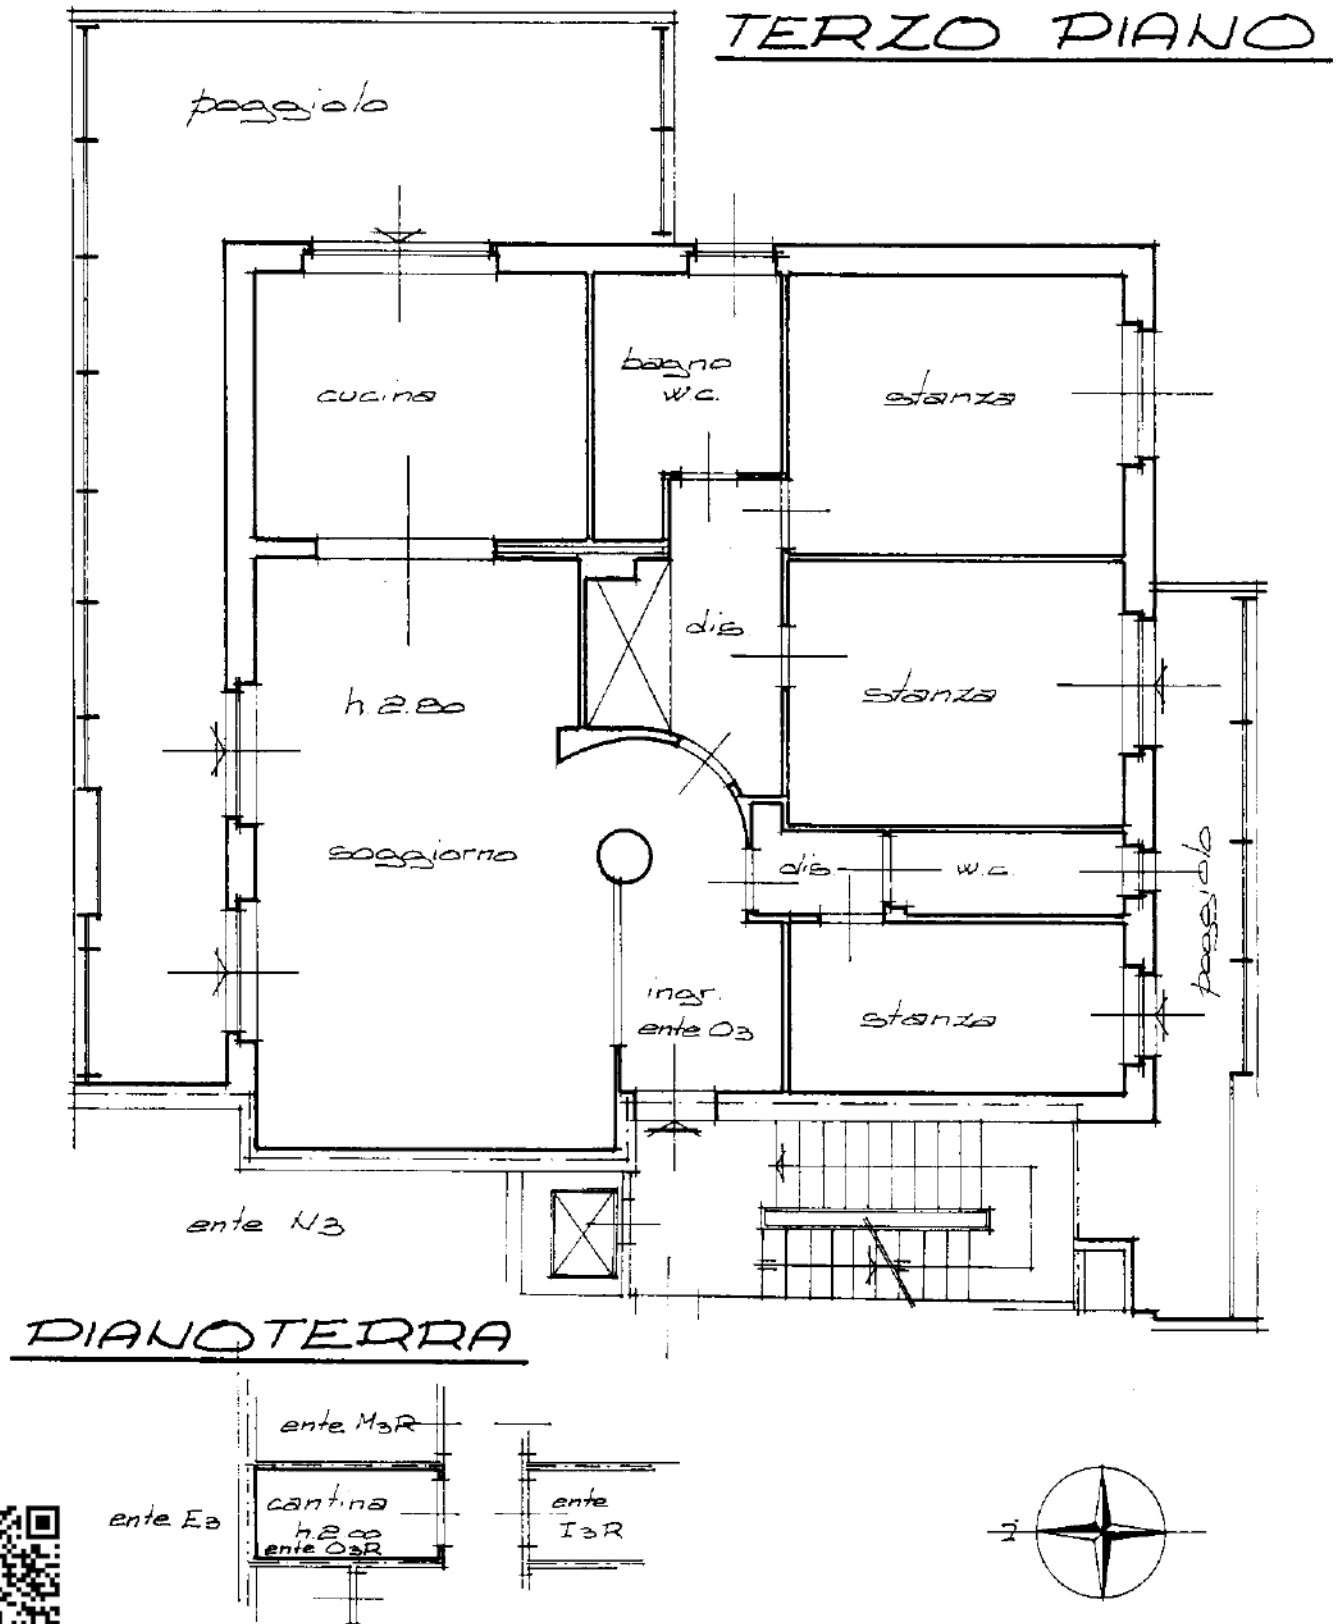 TERZO PIANO
poggiolo
cucina
bagno
w.c.
stanza
dis.
h. 2.80
stanza
soggiorno
dis.
w.c.
poggiolo
ingr.
ente O3
stanza
ente N3
PIANOTERRA
ente M3R
cantina
h. 2.00
ente O3R
ente E3
ente
I3R